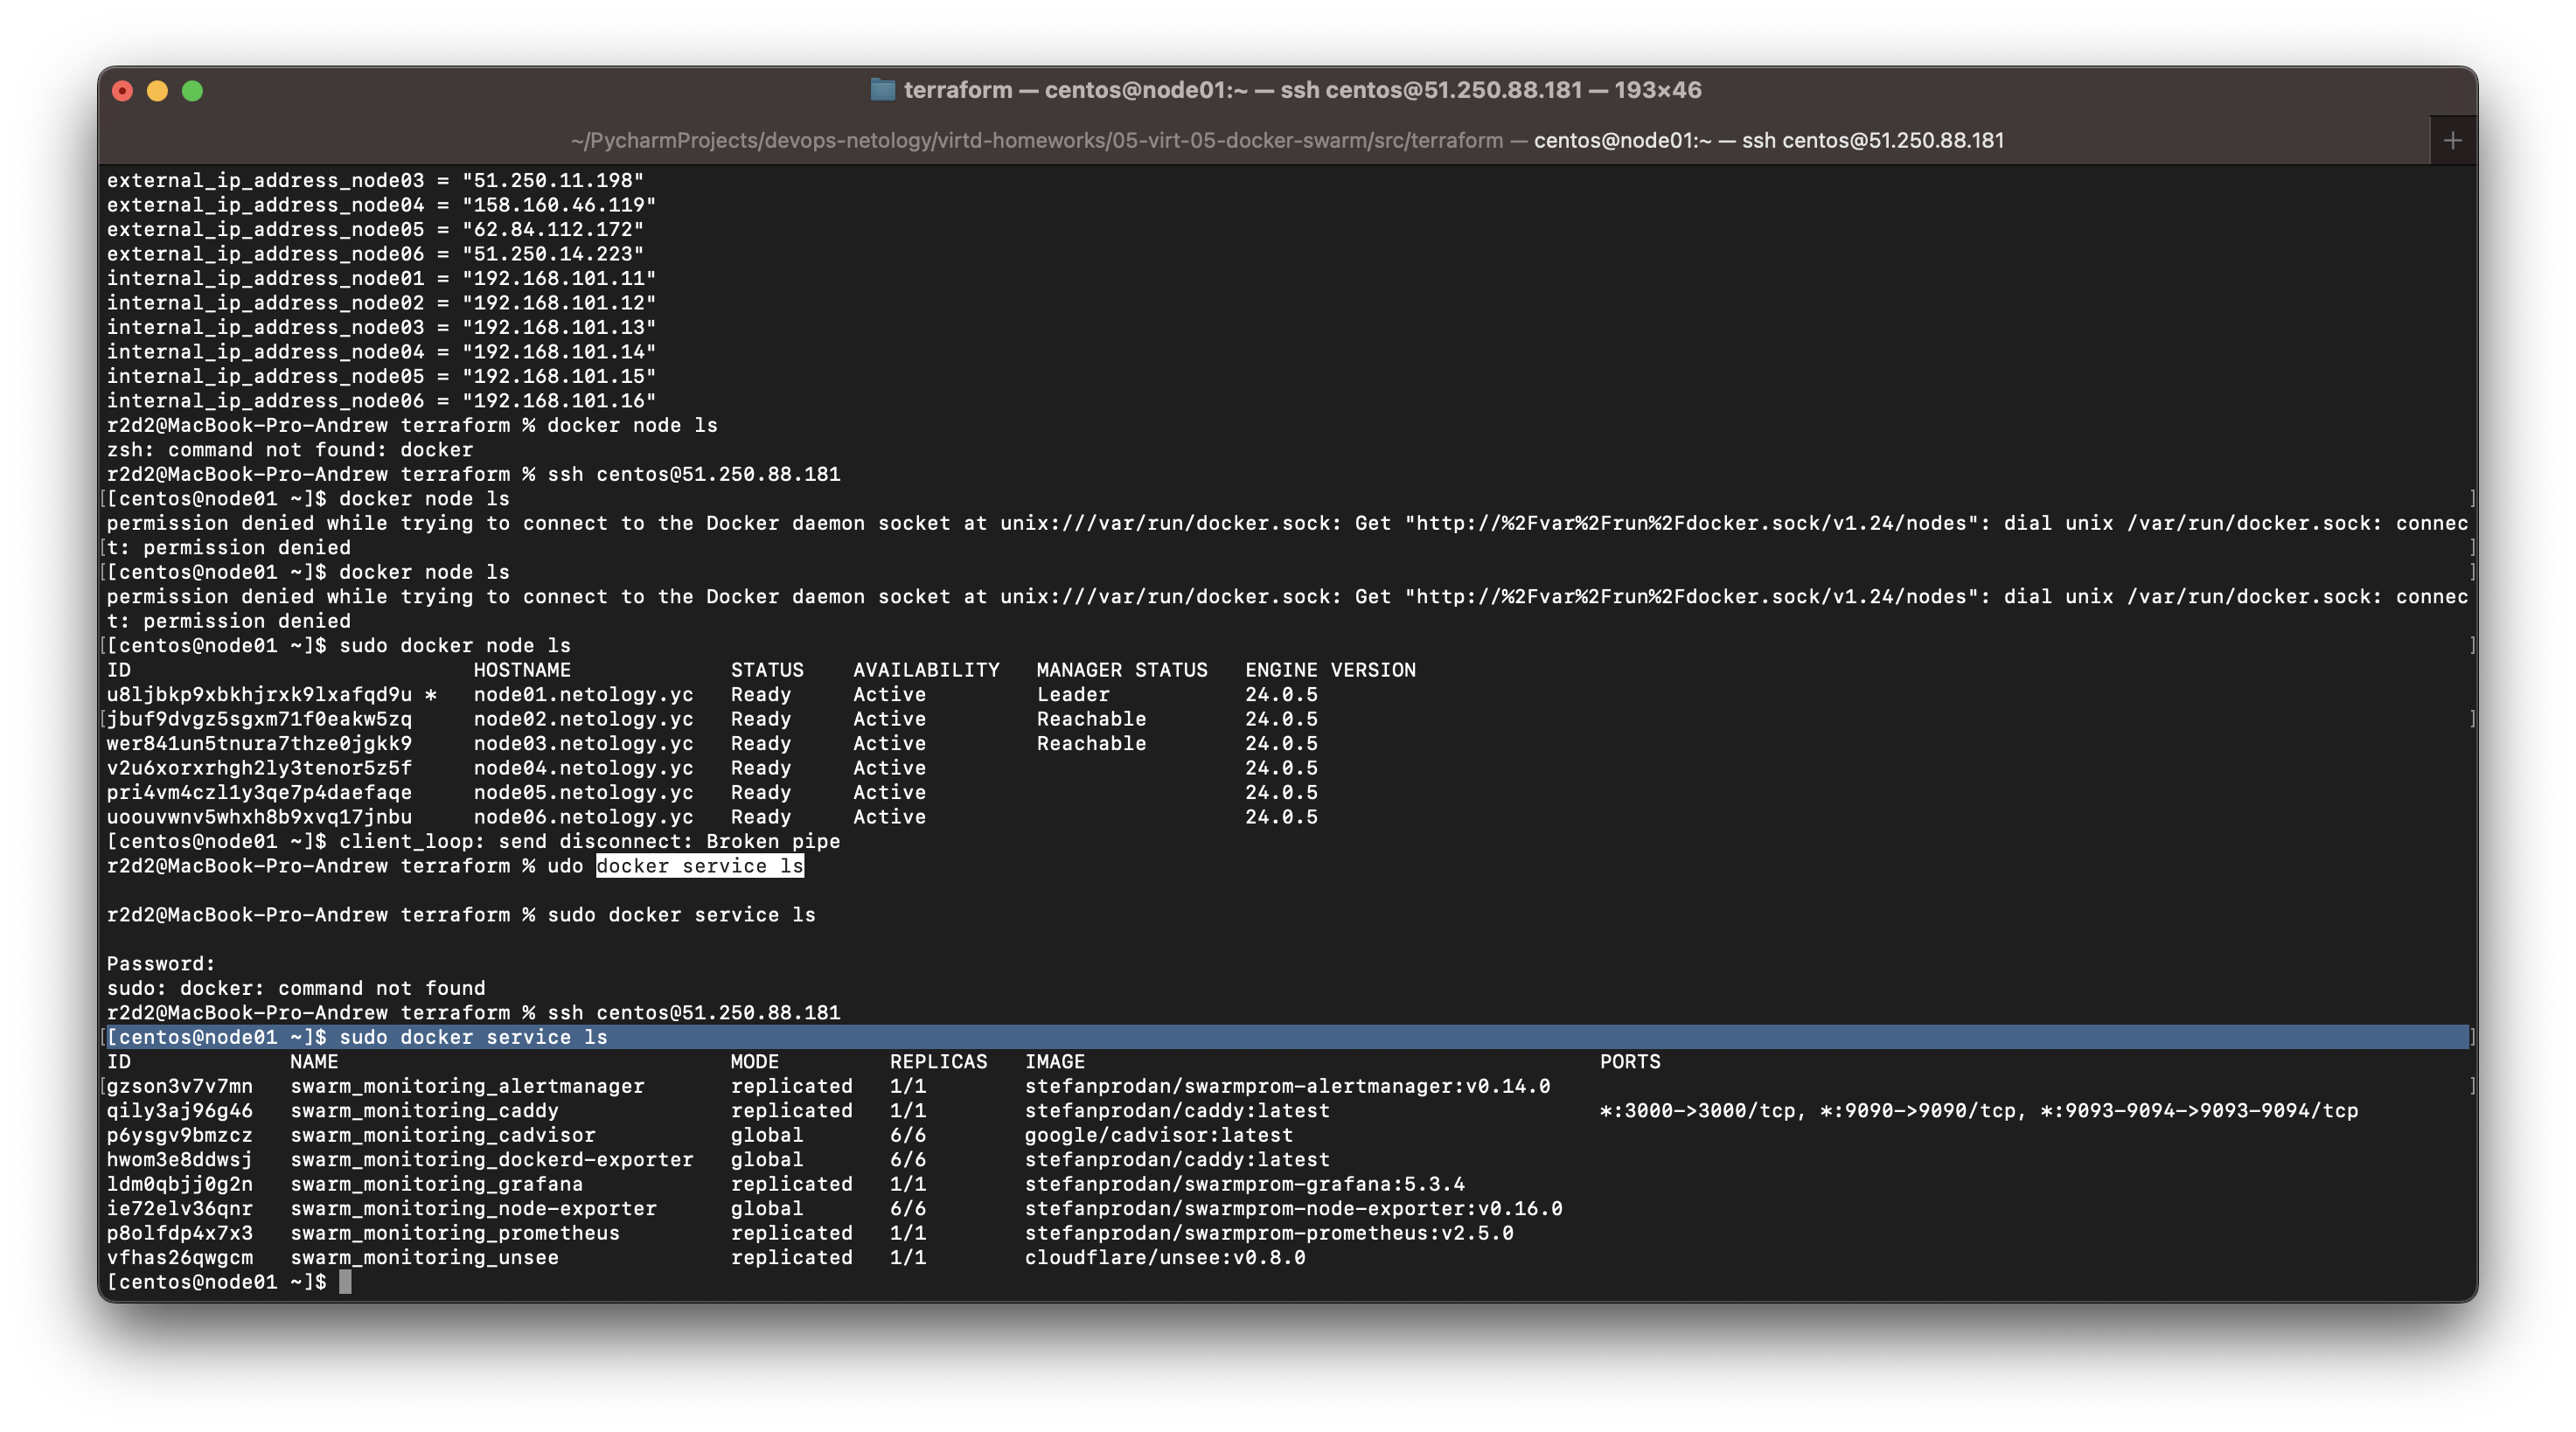 terraform — centos@node01:~ — ssh centos@51.250.88.181 — 193×46
~/PycharmProjects/devops-netology/virtd-homeworks/05-virt-05-docker-swarm/src/terraform — centos@node01:~ — ssh centos@51.250.88.181 +
external_ip_address_node03 = "51.250.11.198"
external_ip_address_node04 = "158.160.46.119"
external_ip_address_node05 = "62.84.112.172"
external_ip_address_node06 = "51.250.14.223"
internal_ip_address_node01 = "192.168.101.11"
internal_ip_address_node02 = "192.168.101.12"
internal_ip_address_node03 = "192.168.101.13"
internal_ip_address_node04 = "192.168.101.14"
internal_ip_address_node05 = "192.168.101.15"
internal_ip_address_node06 = "192.168.101.16"
r2d2@MacBook-Pro-Andrew terraform % docker node ls
zsh: command not found: docker
r2d2@MacBook-Pro-Andrew terraform % ssh centos@51.250.88.181
[[centos@node01 ~]$ docker node ls ]
permission denied while trying to connect to the Docker daemon socket at unix:///var/run/docker.sock: Get "http://%2Fvar%2Frun%2Fdocker.sock/v1.24/nodes": dial unix /var/run/docker.sock: connec
[t: permission denied ]
[[centos@node01 ~]$ docker node ls ]
permission denied while trying to connect to the Docker daemon socket at unix:///var/run/docker.sock: Get "http://%2Fvar%2Frun%2Fdocker.sock/v1.24/nodes": dial unix /var/run/docker.sock: connec
t: permission denied
[[centos@node01 ~]$ sudo docker node ls ]
ID HOSTNAME STATUS AVAILABILITY MANAGER STATUS ENGINE VERSION
u8ljbkp9xbkhjrxk9lxafqd9u * node01.netology.yc Ready Active Leader 24.0.5
[jbuf9dvgz5sgxm71f0eakw5zq node02.netology.yc Ready Active Reachable 24.0.5 ]
wer841un5tnura7thze0jgkk9 node03.netology.yc Ready Active Reachable 24.0.5
v2u6xorxrhgh2ly3tenor5z5f node04.netology.yc Ready Active 24.0.5
pri4vm4czl1y3qe7p4daefaqe node05.netology.yc Ready Active 24.0.5
uoouvwnv5whxh8b9xvq17jnbu node06.netology.yc Ready Active 24.0.5
[centos@node01 ~]$ client_loop: send disconnect: Broken pipe
r2d2@MacBook-Pro-Andrew terraform % udo docker service ls
r2d2@MacBook-Pro-Andrew terraform % sudo docker service ls
Password:
sudo: docker: command not found
r2d2@MacBook-Pro-Andrew terraform % ssh centos@51.250.88.181
[[centos@node01 ~]$ sudo docker service ls ]
ID NAME MODE REPLICAS IMAGE PORTS
[gzson3v7v7mn swarm_monitoring_alertmanager replicated 1/1 stefanprodan/swarmprom-alertmanager:v0.14.0 ]
qily3aj96g46 swarm_monitoring_caddy replicated 1/1 stefanprodan/caddy:latest *:3000->3000/tcp, *:9090->9090/tcp, *:9093-9094->9093-9094/tcp
p6ysgv9bmzcz swarm_monitoring_cadvisor global 6/6 google/cadvisor:latest
hwom3e8ddwsj swarm_monitoring_dockerd-exporter global 6/6 stefanprodan/caddy:latest
ldm0qbjj0g2n swarm_monitoring_grafana replicated 1/1 stefanprodan/swarmprom-grafana:5.3.4
ie72elv36qnr swarm_monitoring_node-exporter global 6/6 stefanprodan/swarmprom-node-exporter:v0.16.0
p8olfdp4x7x3 swarm_monitoring_prometheus replicated 1/1 stefanprodan/swarmprom-prometheus:v2.5.0
vfhas26qwgcm swarm_monitoring_unsee replicated 1/1 cloudflare/unsee:v0.8.0
[centos@node01 ~]$